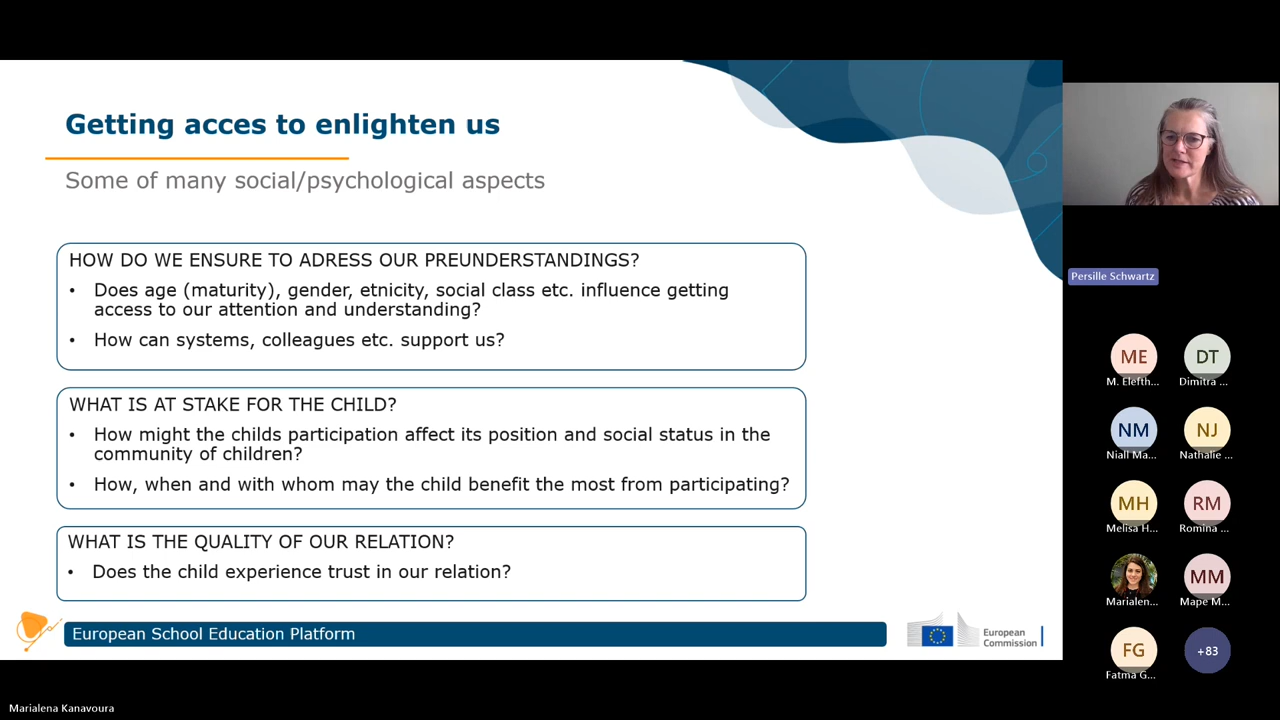 Getting acces to enlighten us
Some of many social/psychological aspects
HOW DO WE ENSURE TO ADRESS OUR PREUNDERSTANDINGS?
• Does age (maturity), gender, etnicity, social class etc. influence getting
access to our attention and understanding?
• How can systems, colleagues etc. support us?
WHAT IS AT STAKE FOR THE CHILD?
• How might the childs participation affect its position and social status in the
community of children?
• How, when and with whom may the child benefit the most from participating?
WHAT IS THE QUALITY OF OUR RELATION?
• Does the child experience trust in our relation?
European School Education Platform
European
Commission
Persille Schwartz
ME
M. Elefth...
DT
Dimitra ...
NM
Niall Ma...
NJ
Nathalie ...
MH
Melisa H...
RM
Romina ...
Marialen...
MM
Mape M...
FG
Fatma G...
+83
Marialena Kanavoura